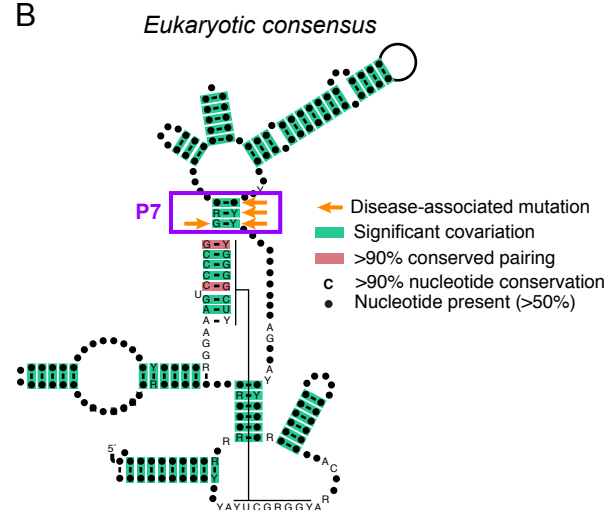 B
Eukaryotic consensus
Y
P7
R Y
G Y
Disease-associated mutation
Significant covariation
>90% conserved pairing
C >90% nucleotide conservation
Nucleotide present (>50%)
G Y
C G
C G
C G
C G
U
G C
A U
A Y
A
G
G
R
A
G
A
Y
Y
R
R Y
R R
R
5´
R
Y
A
C
R
YAYUCGRGGYA